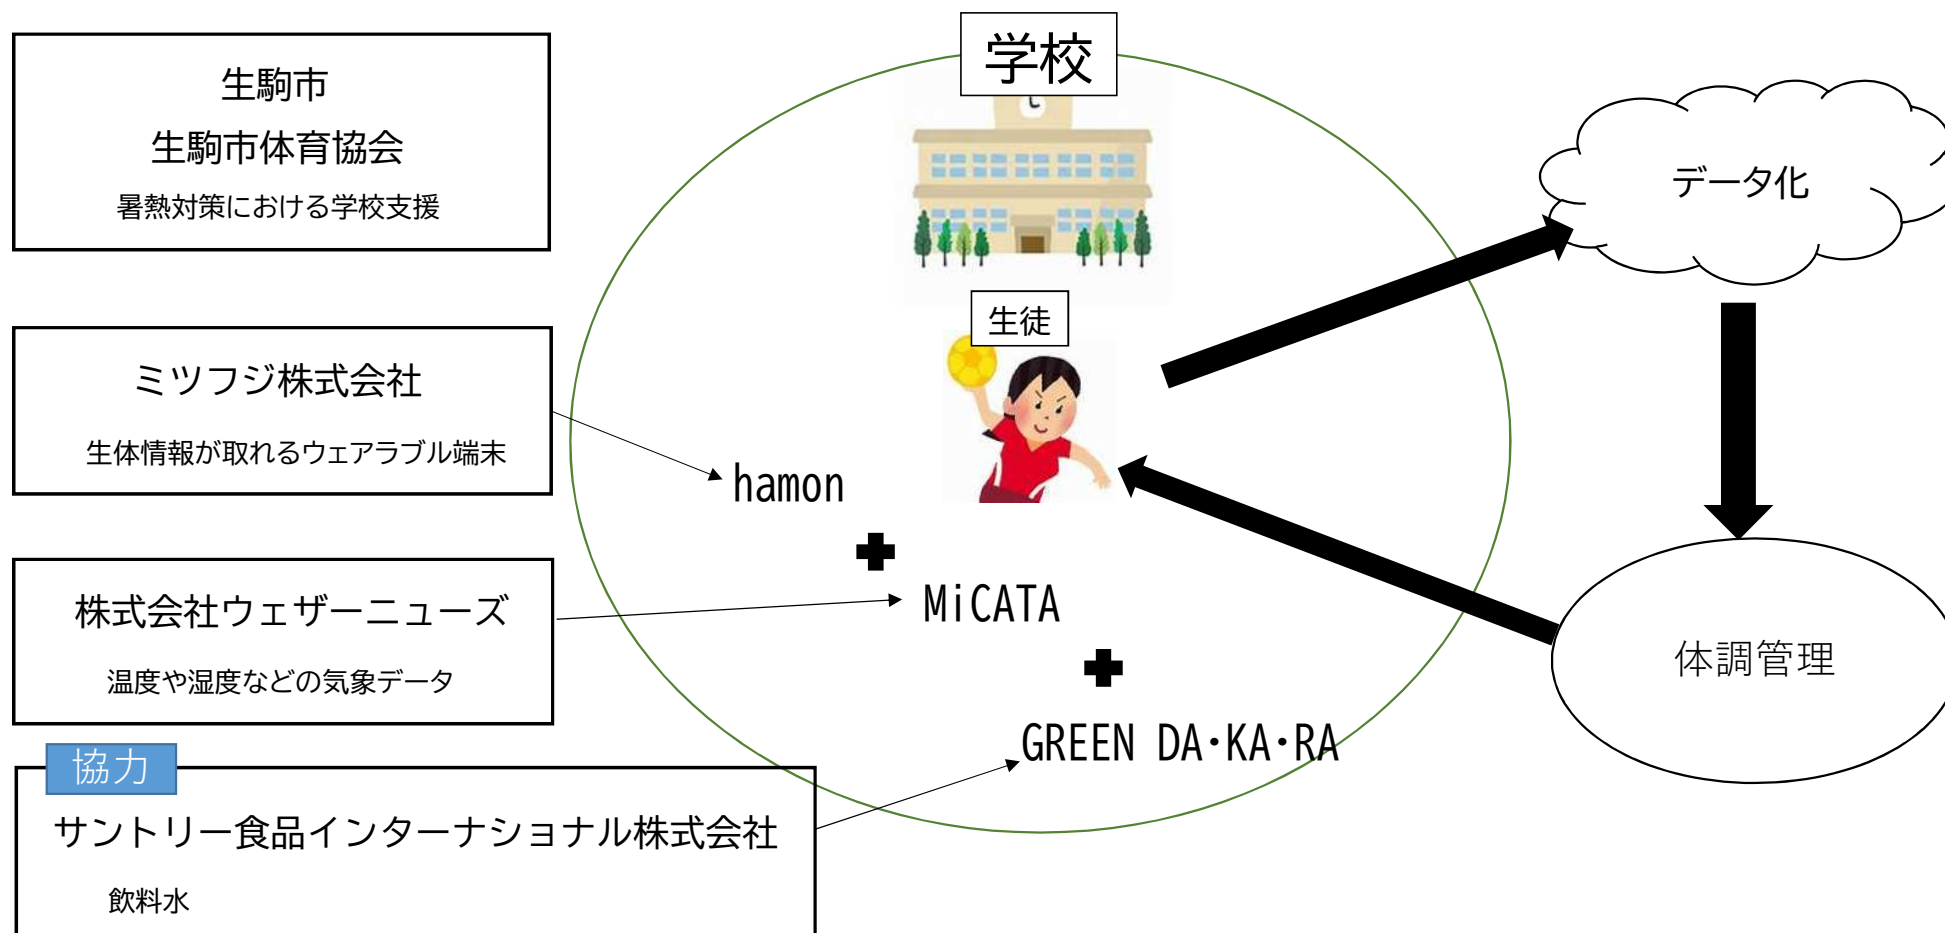 生駒市
生駒市体育協会
暑熱対策における学校支援
ミツフジ株式会社
生体情報が取れるウェアラブル端末
株式会社ウェザーニューズ
温度や湿度などの気象データ
協力
サントリー食品インターナショナル株式会社
飲料水
学校
生徒
hamon
MiCATA
GREEN DA・KA・RA
データ化
体調管理